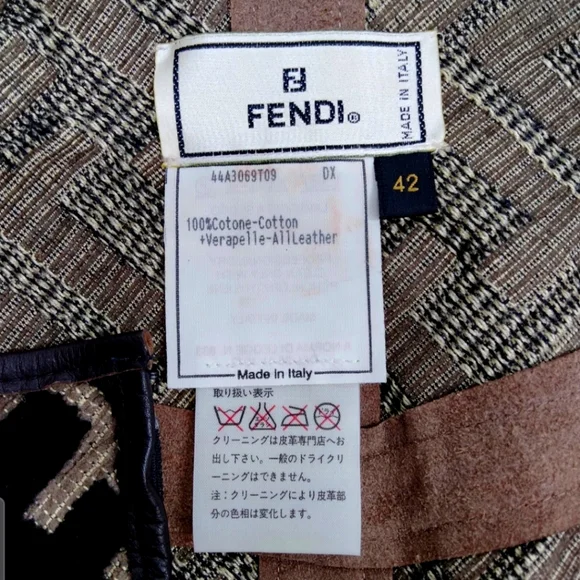 FENDI®
MADE IN ITALY
42
44A3069T09 DX
100%Cotone-Cotton
+Verapelle-AllLeather
Made in Italy
取り扱い表示
クリーニングは皮革専門店へお
出し下さい。一般のドライクリ
ーニングはできません。
注：クリーニングにより皮革部
分の色相は変化します。